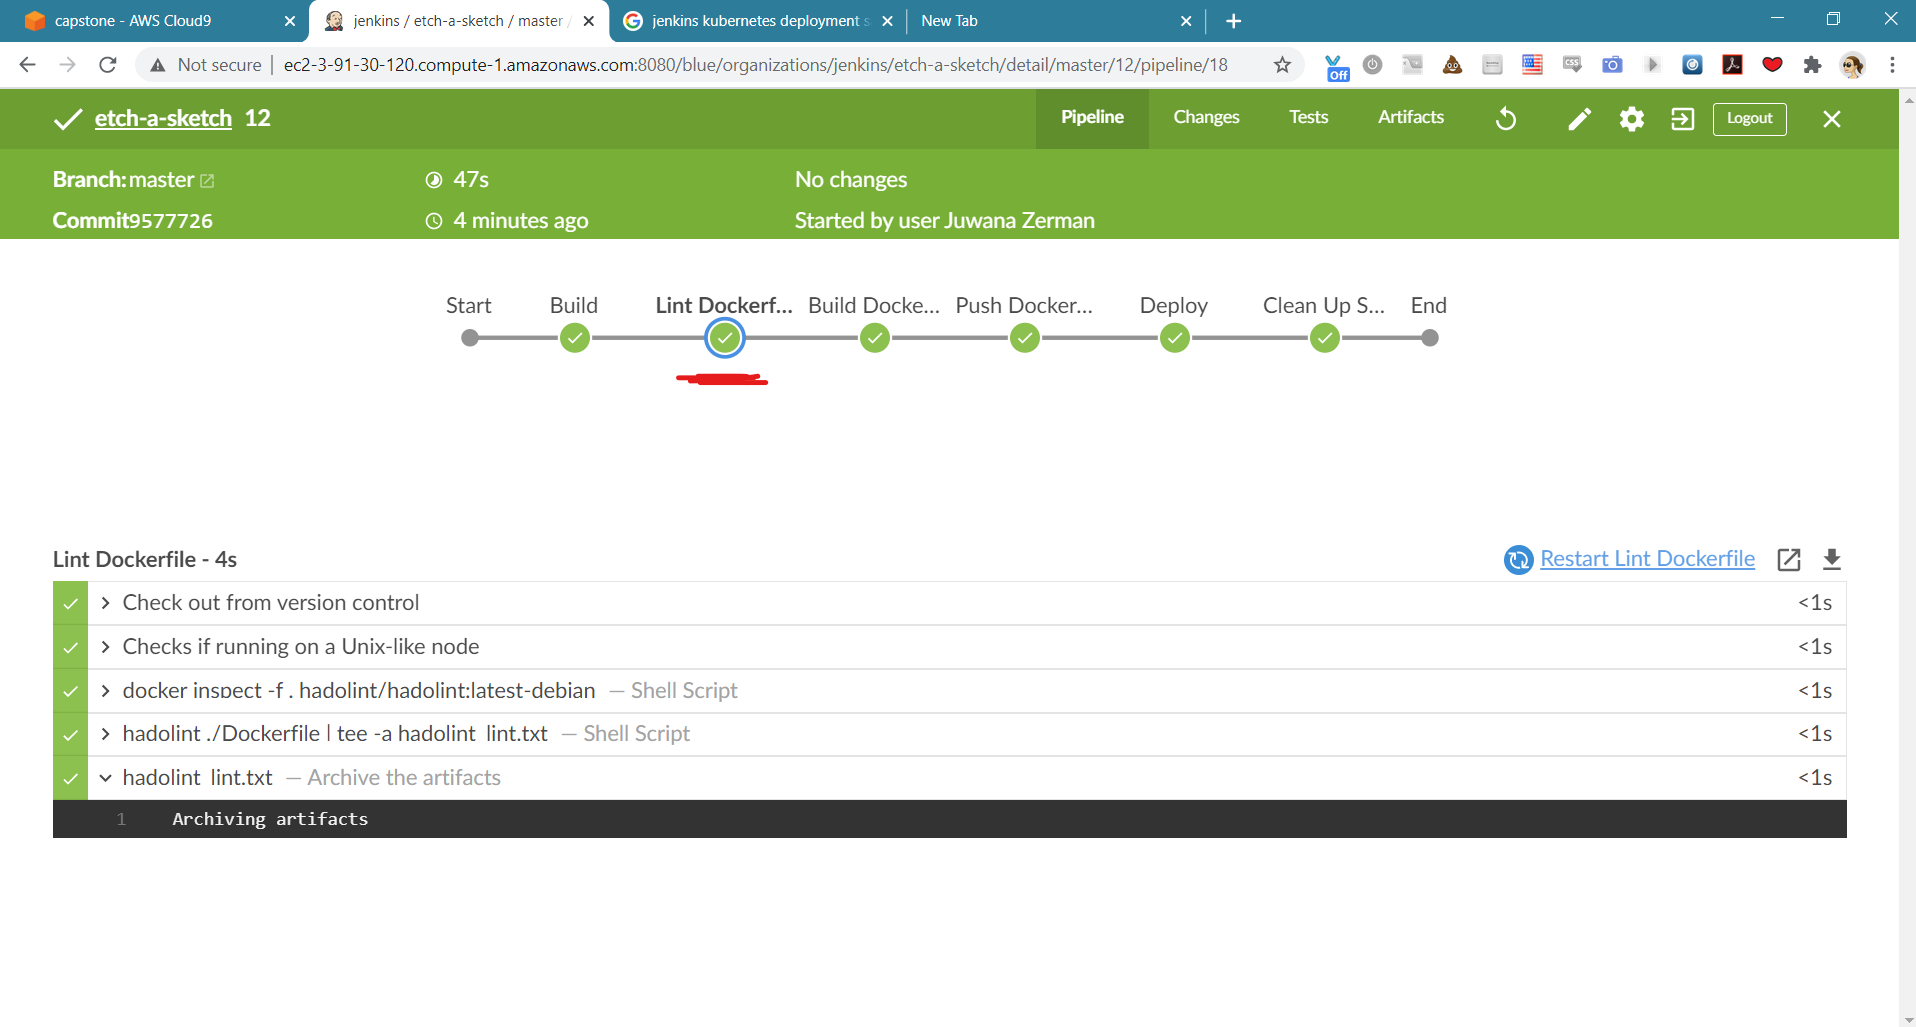 capstone - AWS Cloud9
jenkins / etch-a-sketch / master /
jenkins kubernetes deployment s
New Tab
Not secure
ec2-3-91-30-120.compute-1.amazonaws.com:8080/blue/organizations/jenkins/etch-a-sketch/detail/master/12/pipeline/18
Off
CSS
etch-a-sketch 12
Pipeline
Changes
Tests
Artifacts
Logout
Branch: master
47s
No changes
Commit9577726
4 minutes ago
Started by user Juwana Zerman
Start
Build
Lint Dockerf...
Build Docke...
Push Docker...
Deploy
Clean Up S...
End
Lint Dockerfile - 4s
Restart Lint Dockerfile
Check out from version control
<1s
Checks if running on a Unix-like node
<1s
docker inspect -f . hadolint/hadolint:latest-debian — Shell Script
<1s
hadolint ./Dockerfile | tee -a hadolint_lint.txt — Shell Script
<1s
hadolint_lint.txt — Archive the artifacts
<1s
1 Archiving artifacts